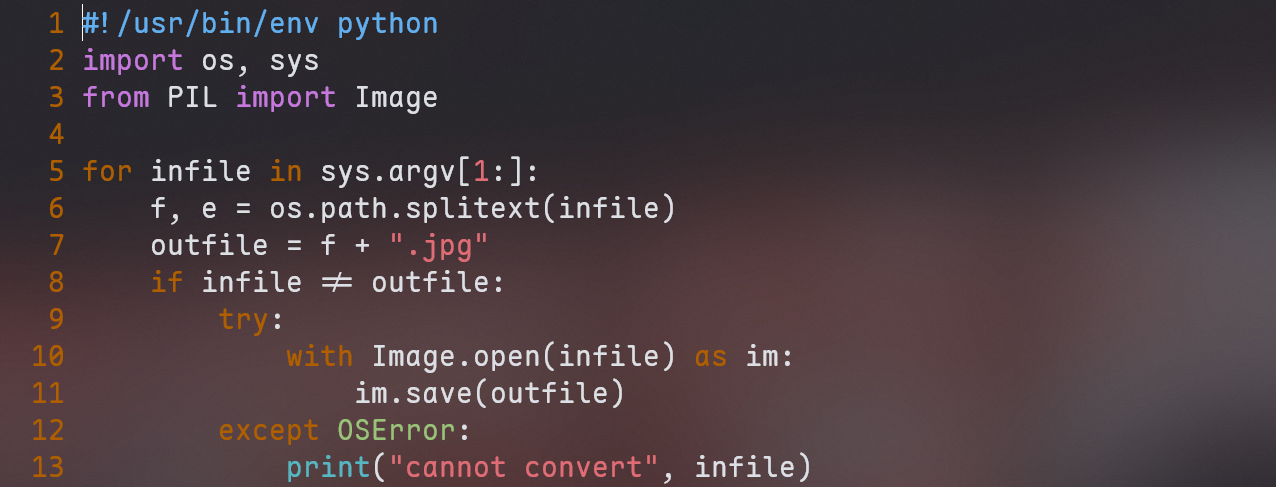 1 #!/usr/bin/env python
2 import os, sys
3 from PIL import Image
4
5 for infile in sys.argv[1:]:
6     f, e = os.path.splitext(infile)
7     outfile = f + ".jpg"
8     if infile ≠ outfile:
9         try:
10             with Image.open(infile) as im:
11                 im.save(outfile)
12         except OSError:
13             print("cannot convert", infile)